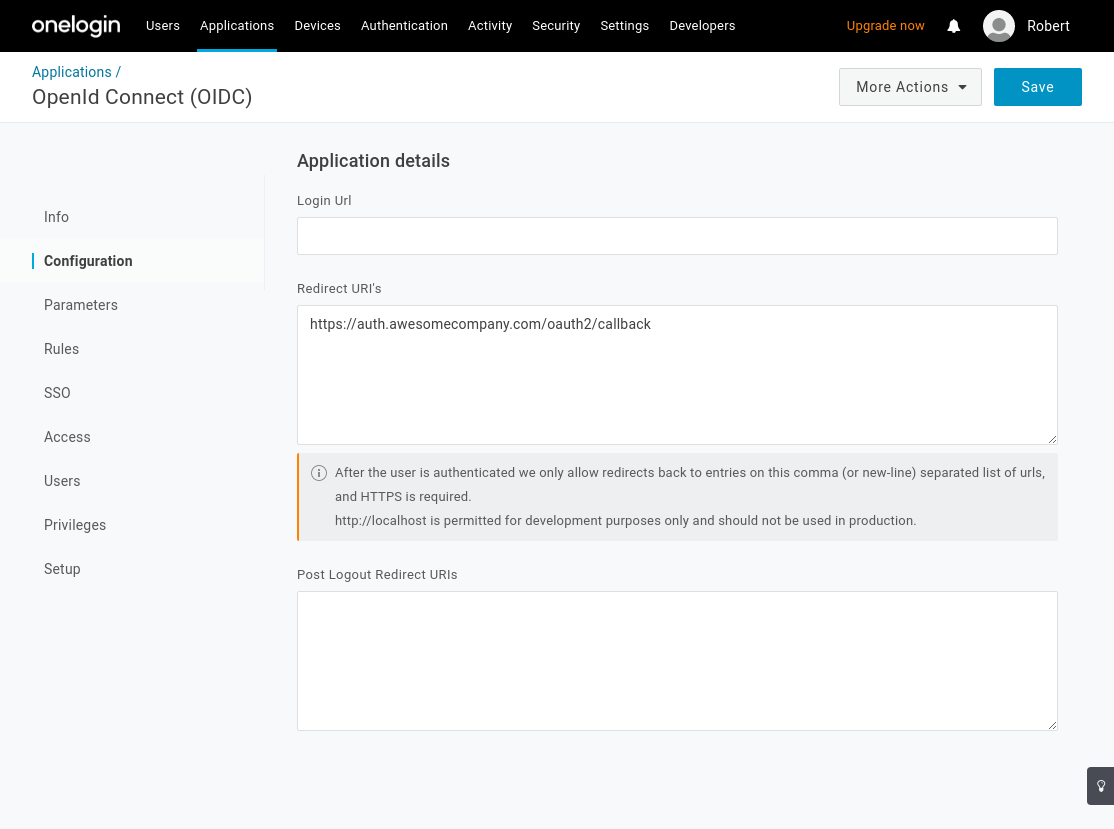 onelogin Users Applications Devices Authentication Activity Security Settings Developers Upgrade now Robert
Applications /
OpenId Connect (OIDC)
More Actions
Save
Info
Configuration
Parameters
Rules
SSO
Access
Users
Privileges
Setup
Application details
Login Url
Redirect URI's
https://auth.awesomecompany.com/oauth2/callback
After the user is authenticated we only allow redirects back to entries on this comma (or new-line) separated list of urls,
and HTTPS is required.
http://localhost is permitted for development purposes only and should not be used in production.
Post Logout Redirect URIs